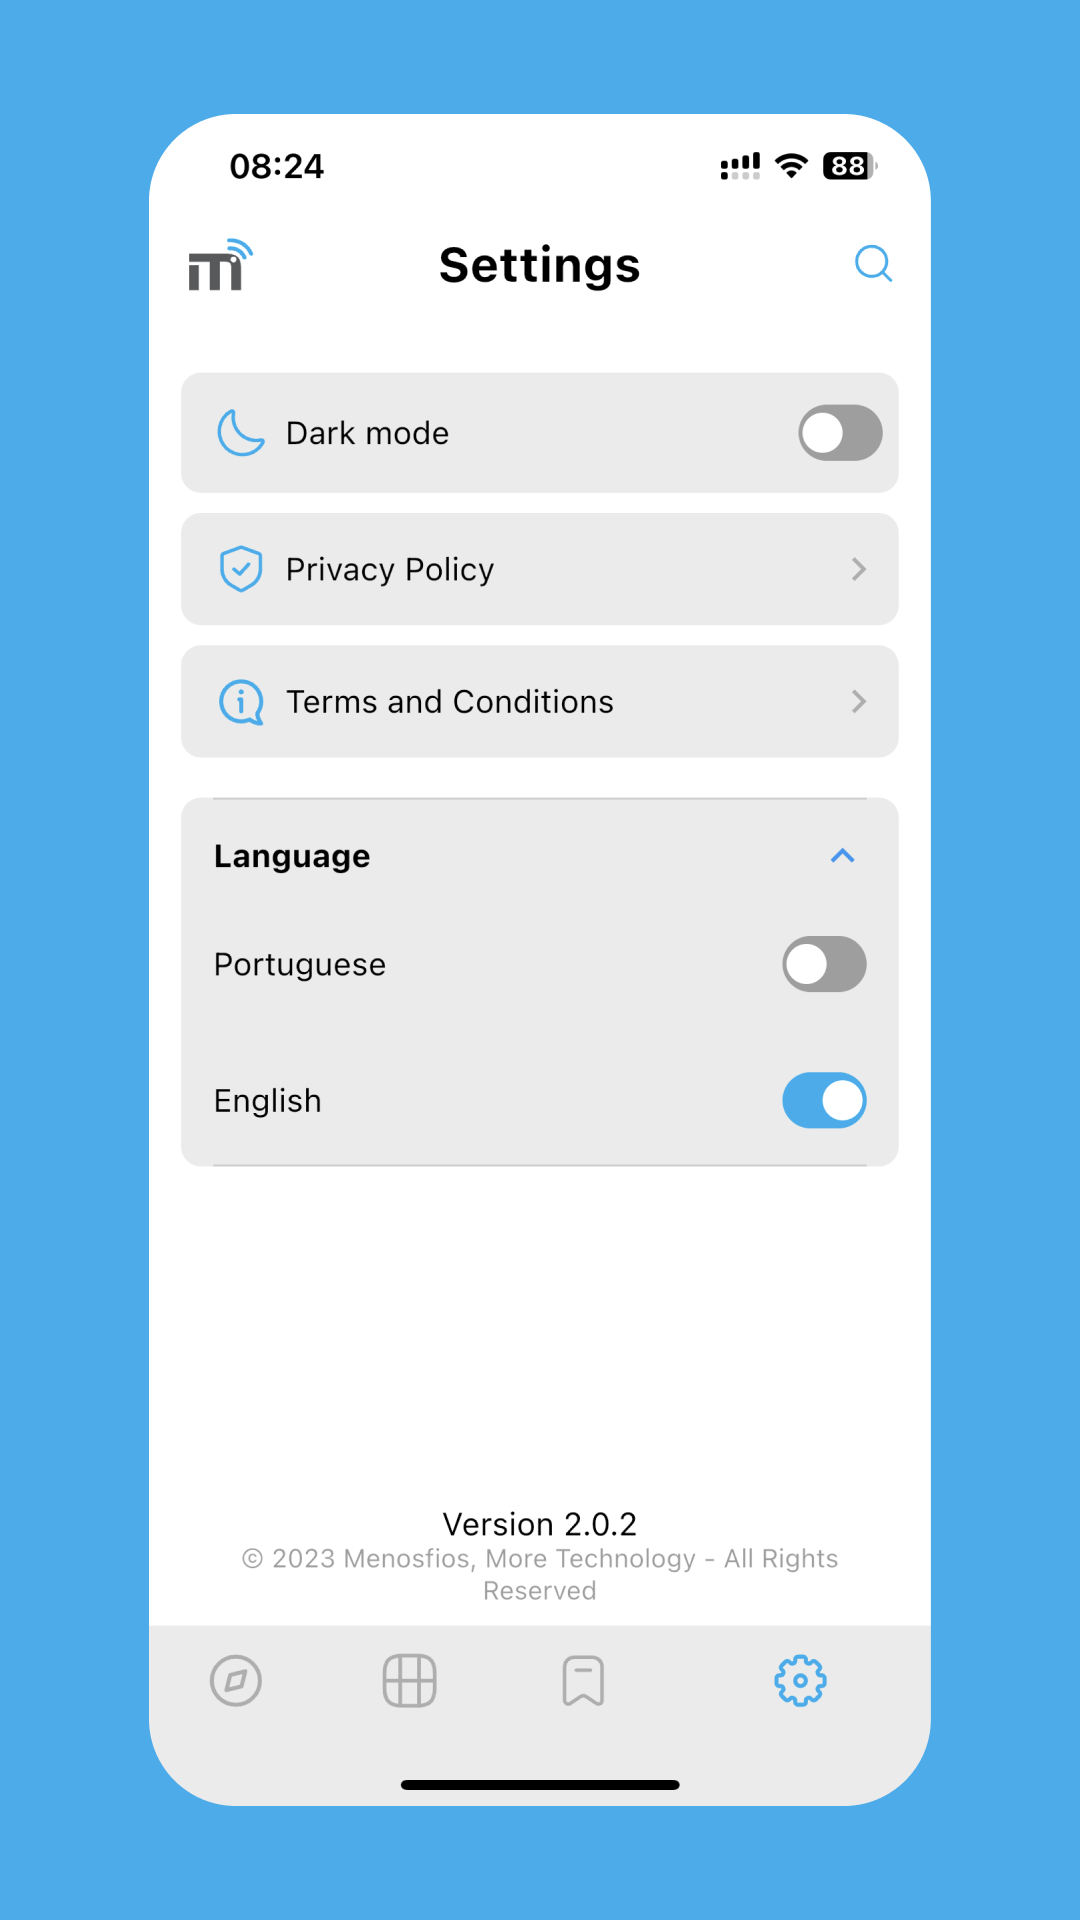 08:24
88
Settings
Dark mode
Privacy Policy
Terms and Conditions
Language
Portuguese
English
Version 2.0.2
© 2023 Menosfios, More Technology - All Rights
Reserved